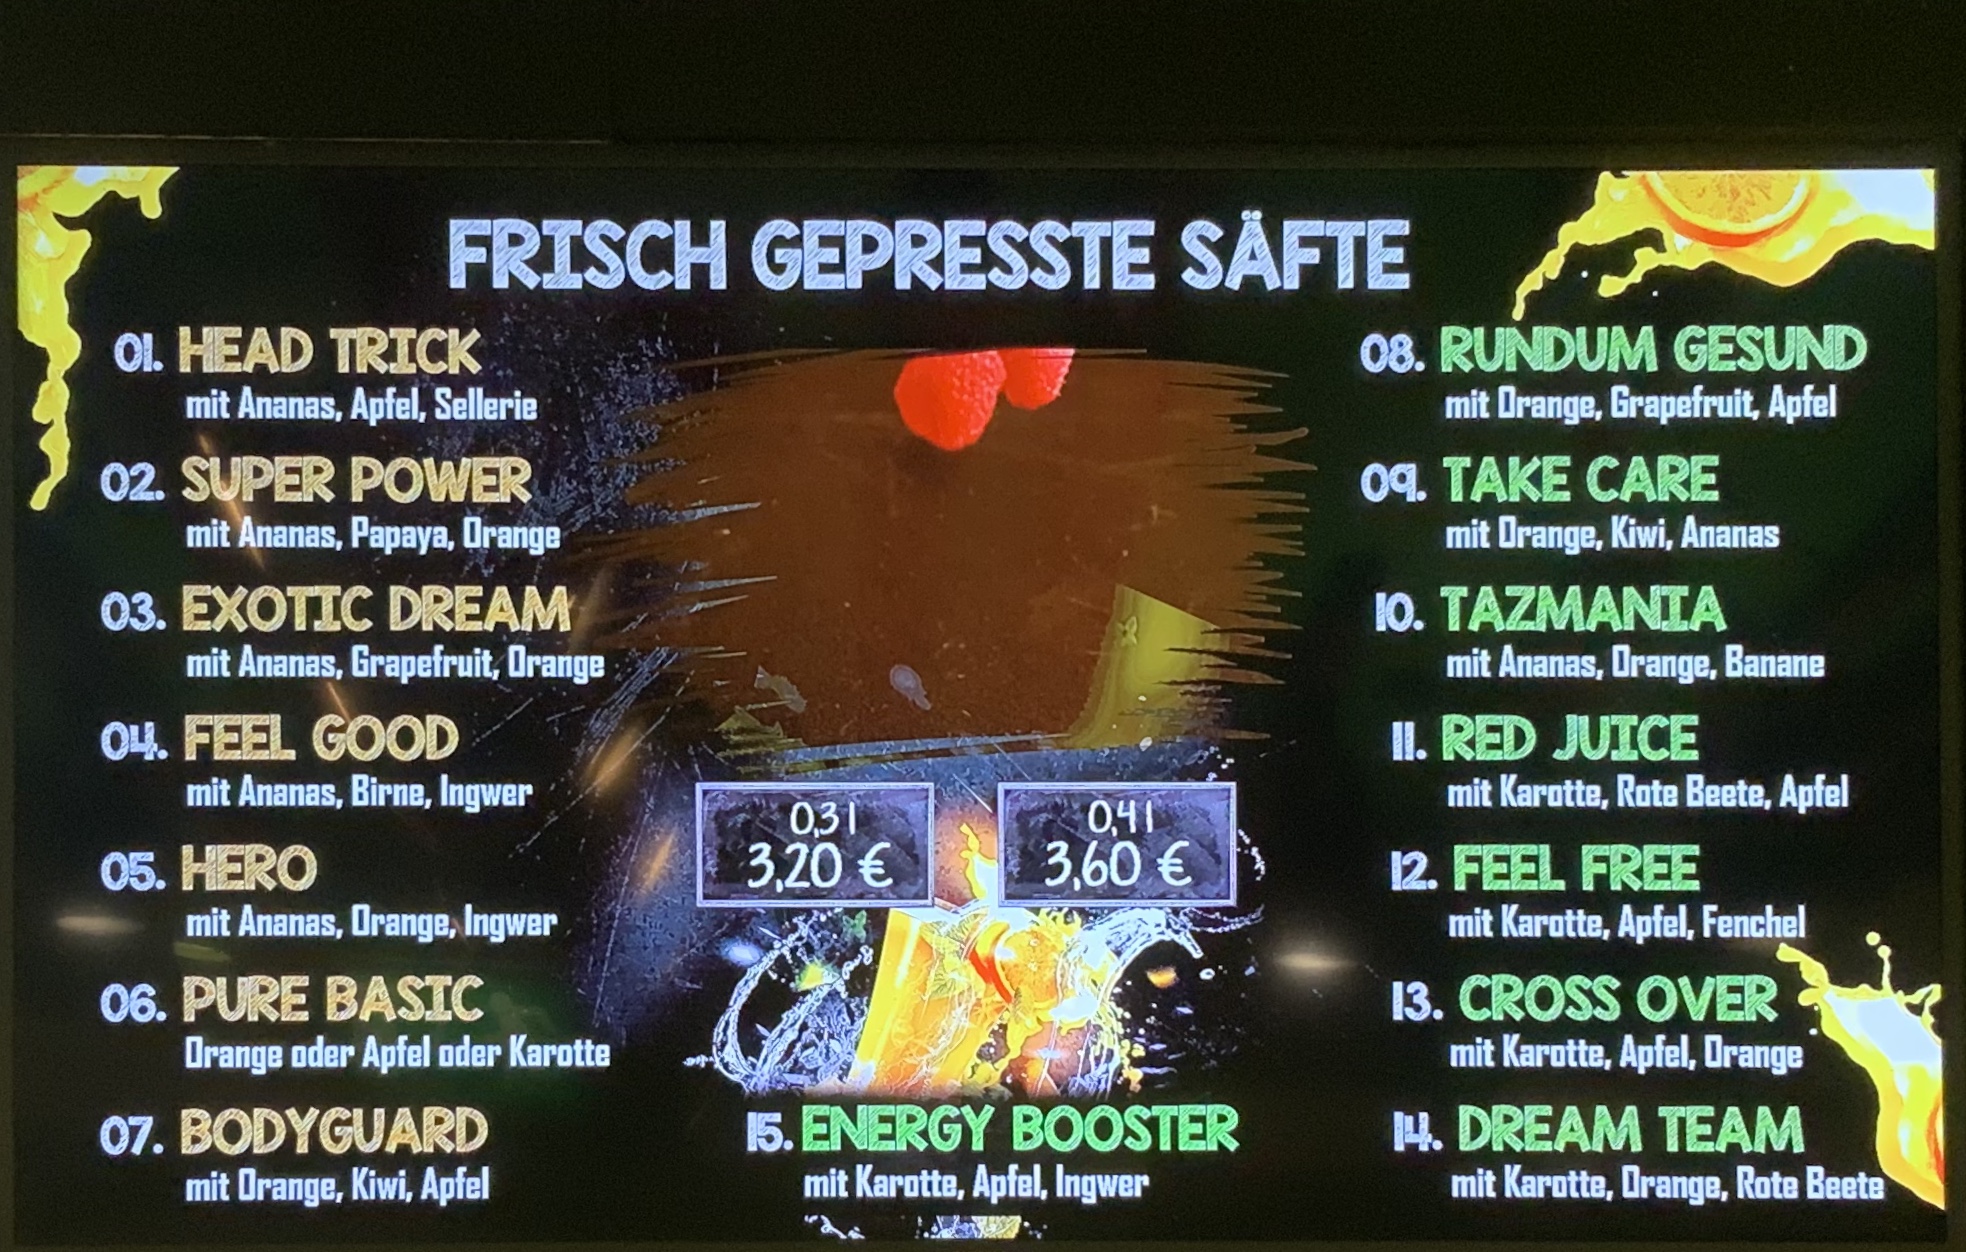 FRISCH GEPRESSTE SÄFTE
01. HEAD TRICK
mit Ananas, Apfel, Sellerie
02. SUPER POWER
mit Ananas, Papaya, Orange
03. EXOTIC DREAM
mit Ananas, Grapefruit, Orange
04. FEEL GOOD
mit Ananas, Birne, Ingwer
05. HERO
mit Ananas, Orange, Ingwer
06. PURE BASIC
Orange oder Apfel oder Karotte
07. BODYGUARD
mit Orange, Kiwi, Apfel
0,3 l
3,20 €
0,4 l
3,60 €
15. ENERGY BOOSTER
mit Karotte, Apfel, Ingwer
08. RUNDUM GESUND
mit Orange, Grapefruit, Apfel
09. TAKE CARE
mit Orange, Kiwi, Ananas
10. TAZMANIA
mit Ananas, Orange, Banane
11. RED JUICE
mit Karotte, Rote Beete, Apfel
12. FEEL FREE
mit Karotte, Apfel, Fenchel
13. CROSS OVER
mit Karotte, Apfel, Orange
14. DREAM TEAM
mit Karotte, Orange, Rote Beete